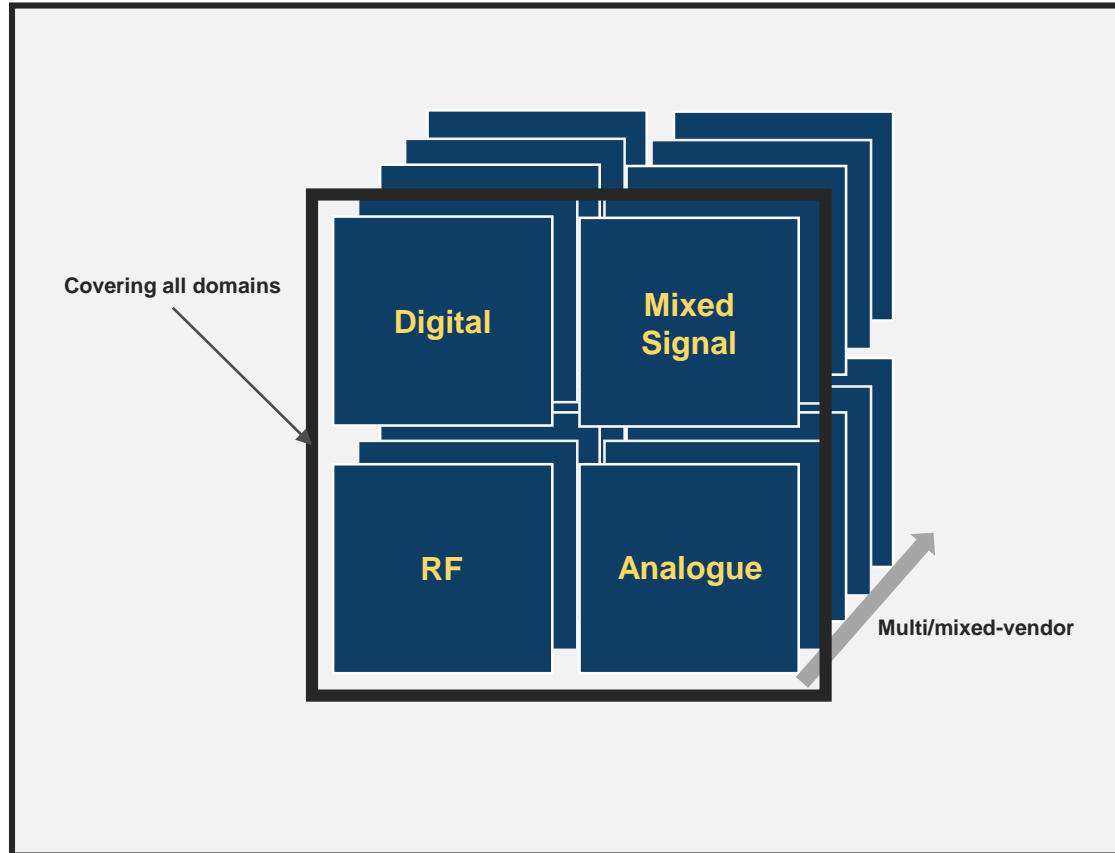 Covering all domains
Digital
Mixed
Signal
RF
Analogue
Multi/mixed-vendor